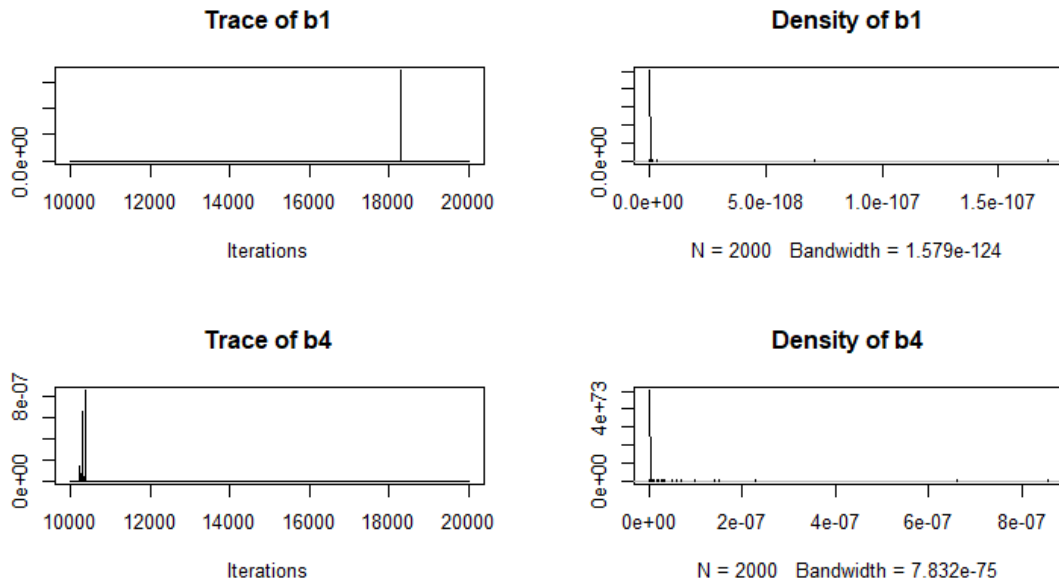 Trace of b1
0.0e+00
10000 12000 14000 16000 18000 20000
Iterations
Density of b1
0.0e+00
0.0e+00 5.0e-108 1.0e-107 1.5e-107
N = 2000 Bandwidth = 1.579e-124
Trace of b4
0e+00 8e-07
10000 12000 14000 16000 18000 20000
Iterations
Density of b4
0e+00 4e+73
0e+00 2e-07 4e-07 6e-07 8e-07
N = 2000 Bandwidth = 7.832e-75